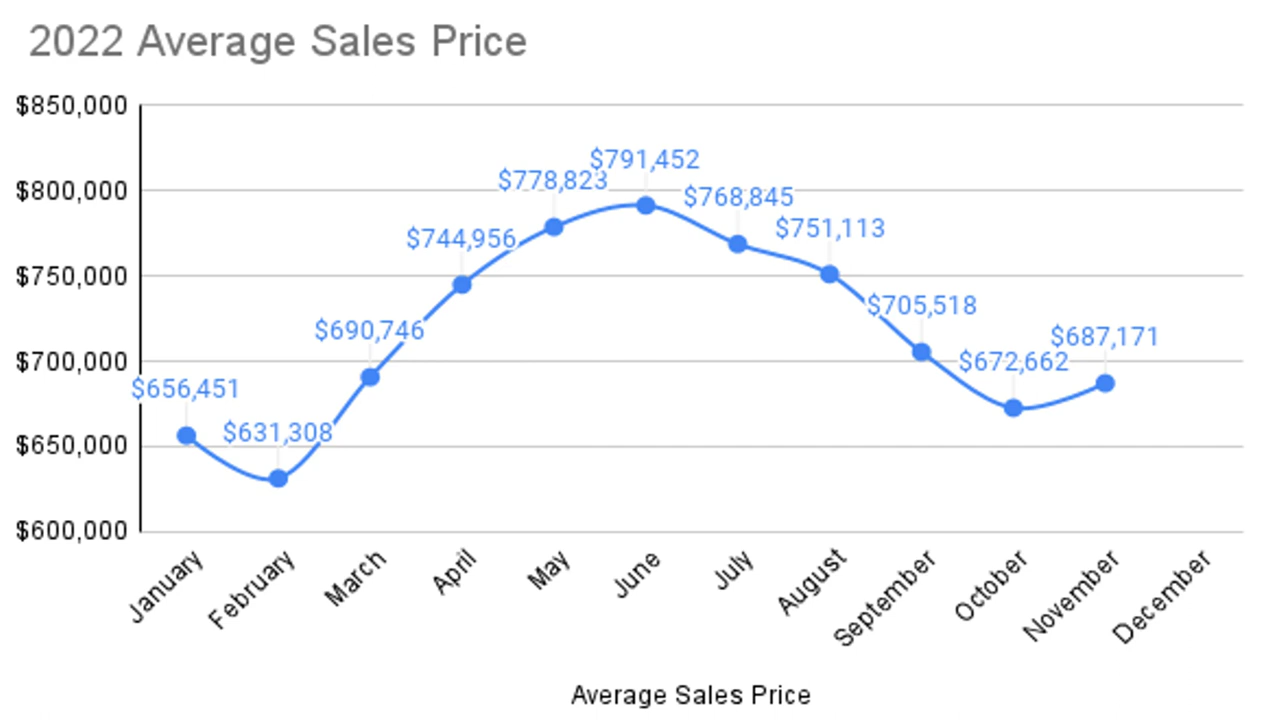 2022 Average Sales Price
$850,000
$800,000
$750,000
$700,000
$650,000
$600,000
$656,451
$631,308
$690,746
$744,956
$778,823
$791,452
$768,845
$751,113
$705,518
$672,662
$687,171
January
February
March
April
May
June
July
August
September
October
November
December
Average Sales Price